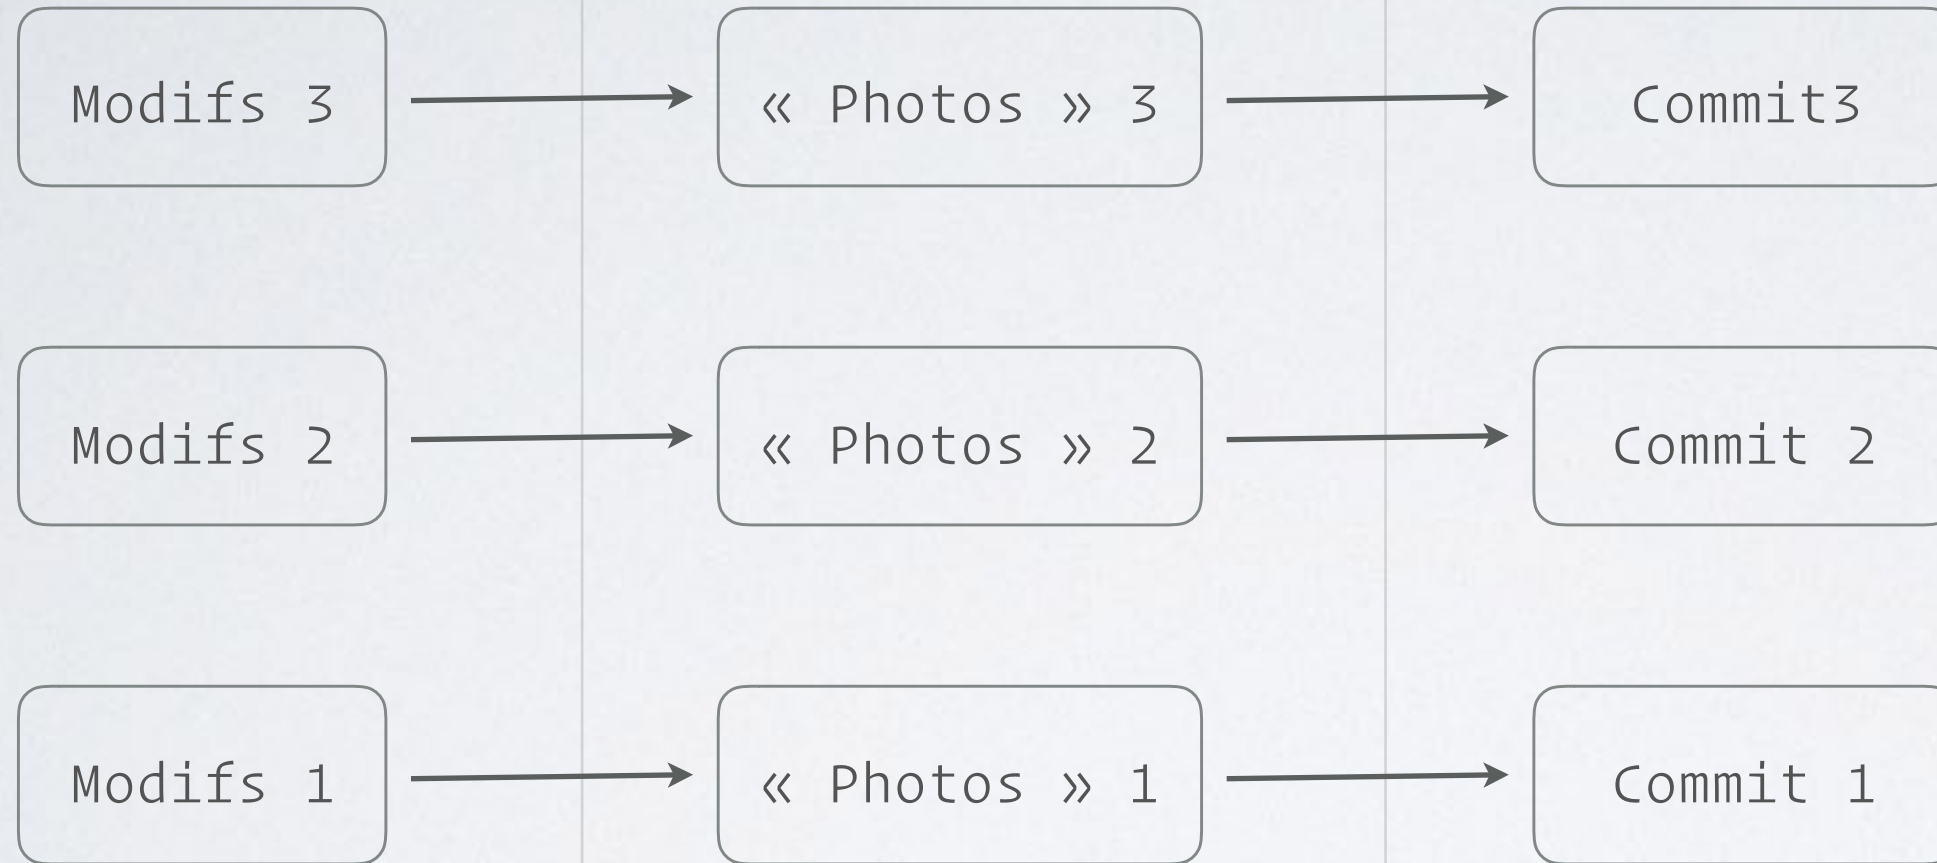 Modifs 3 « Photos » 3 Commit3
Modifs 2 « Photos » 2 Commit 2
Modifs 1 « Photos » 1 Commit 1